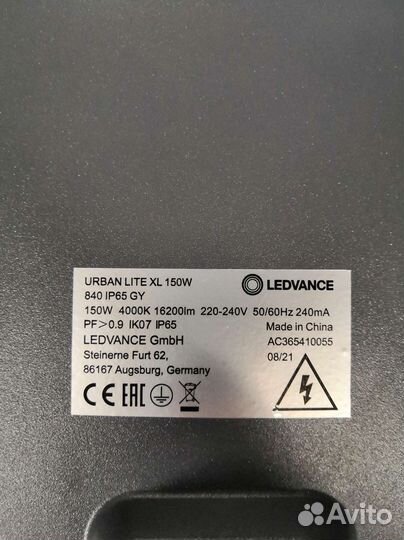 URBAN LITE XL 150W
840 IP65 GY
LEDVANCE
150W 4000K 16200lm 220-240V 50/60Hz 240mA
PF>0.9 IK07 IP65
Made in China
LEDVANCE GmbH
AC365410055
Steinerne Furt 62,
08/21
86167 Augsburg, Germany
CE EAC
Avito